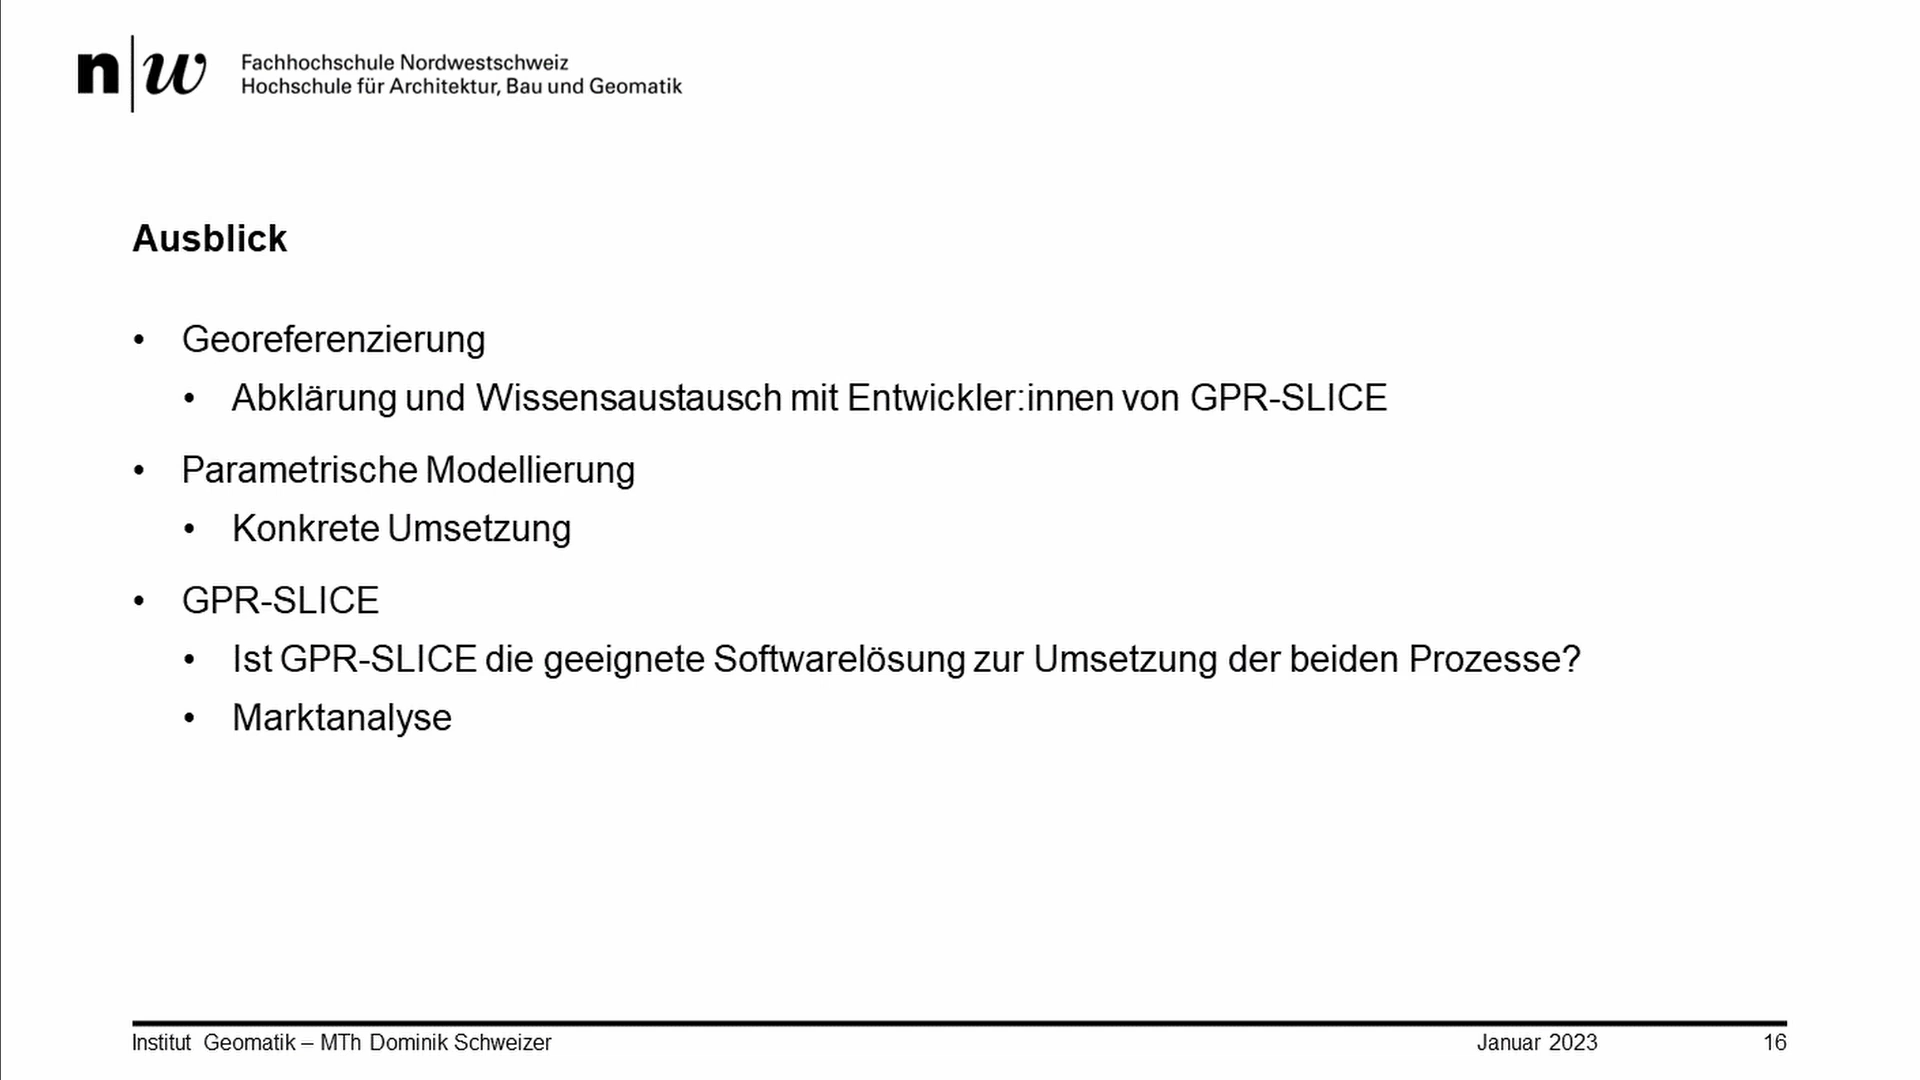 n|w Fachhochschule Nordwestschweiz
Hochschule für Architektur, Bau und Geomatik
Ausblick
• Georeferenzierung
• Abklärung und Wissensaustausch mit Entwickler:innen von GPR-SLICE
• Parametrische Modellierung
• Konkrete Umsetzung
• GPR-SLICE
• Ist GPR-SLICE die geeignete Softwarelösung zur Umsetzung der beiden Prozesse?
• Marktanalyse
Institut Geomatik – MTh Dominik Schweizer Januar 2023 16